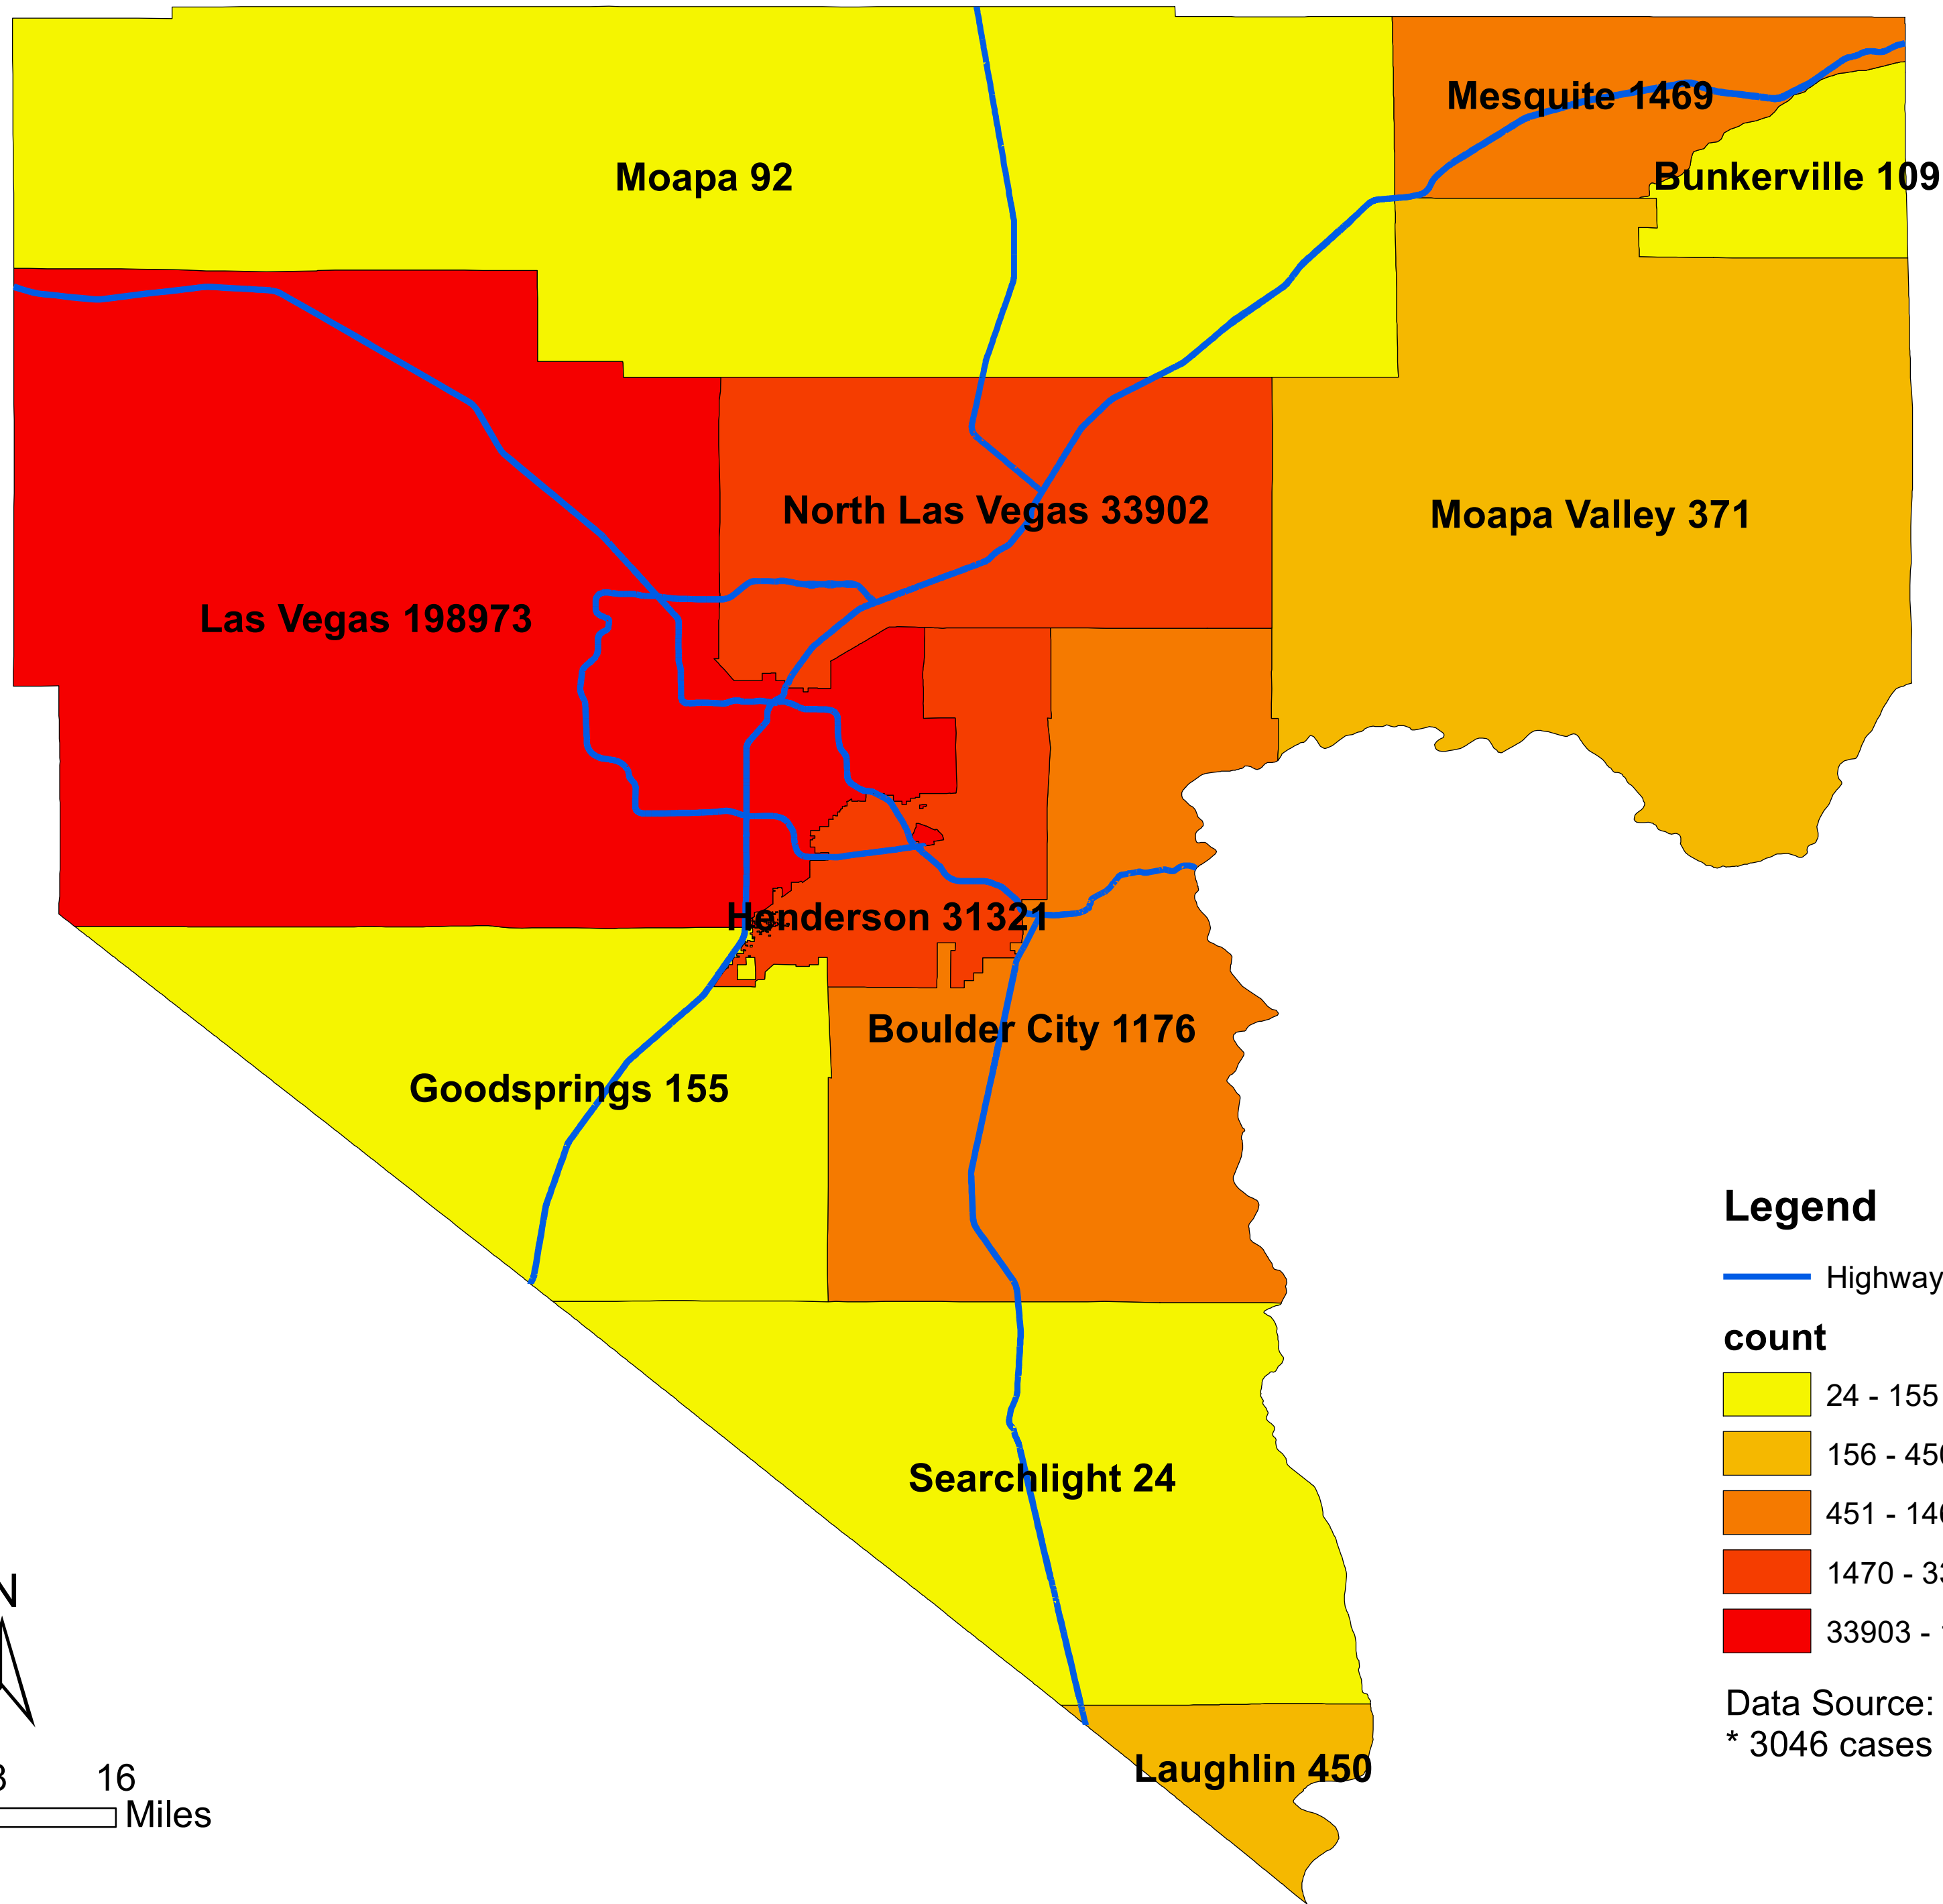 Mesquite 1469
Moapa 92
Bunkerville 109
North Las Vegas 33902
Moapa Valley 371
Las Vegas 198973
Henderson 31321
Boulder City 1176
Goodsprings 155
Searchlight 24
Laughlin 450
Legend
Highway
count
24 - 155
156 - 450
451 - 146
1470 - 33
33903 -
Data Source:
* 3046 cases
N
16
Miles